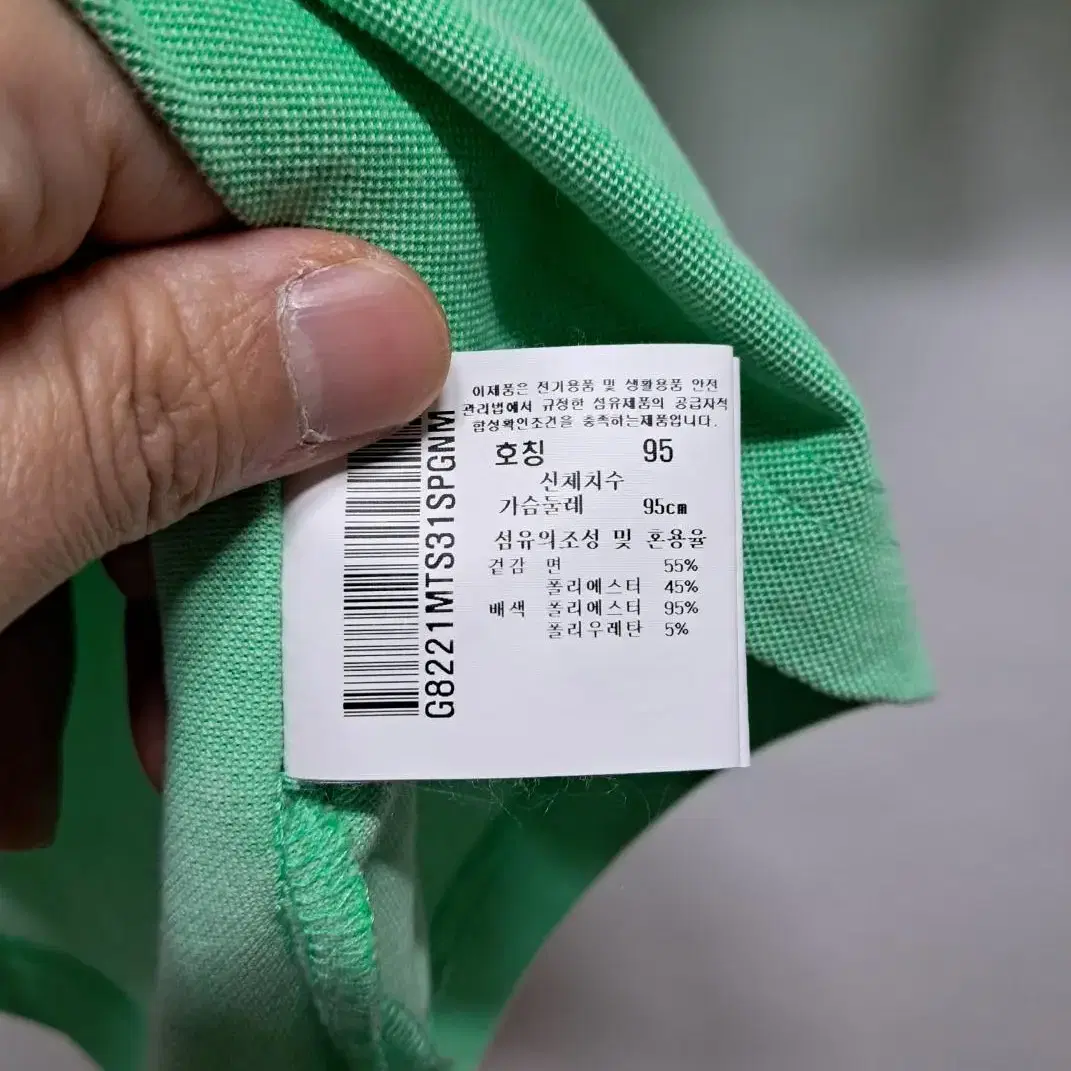 이제품은 전기용품 및 생활용품 안전
관리법에서 규정한 섬유제품의 공급자적
합성확인조건을 충족하는제품입니다.
호칭 95
신체치수
가슴둘레 95cm
섬유의조성 및 혼용율
겉감 면 55%
폴리에스터 45%
배색 폴리에스터 95%
폴리우레탄 5%
G8221MTS31SPGNM